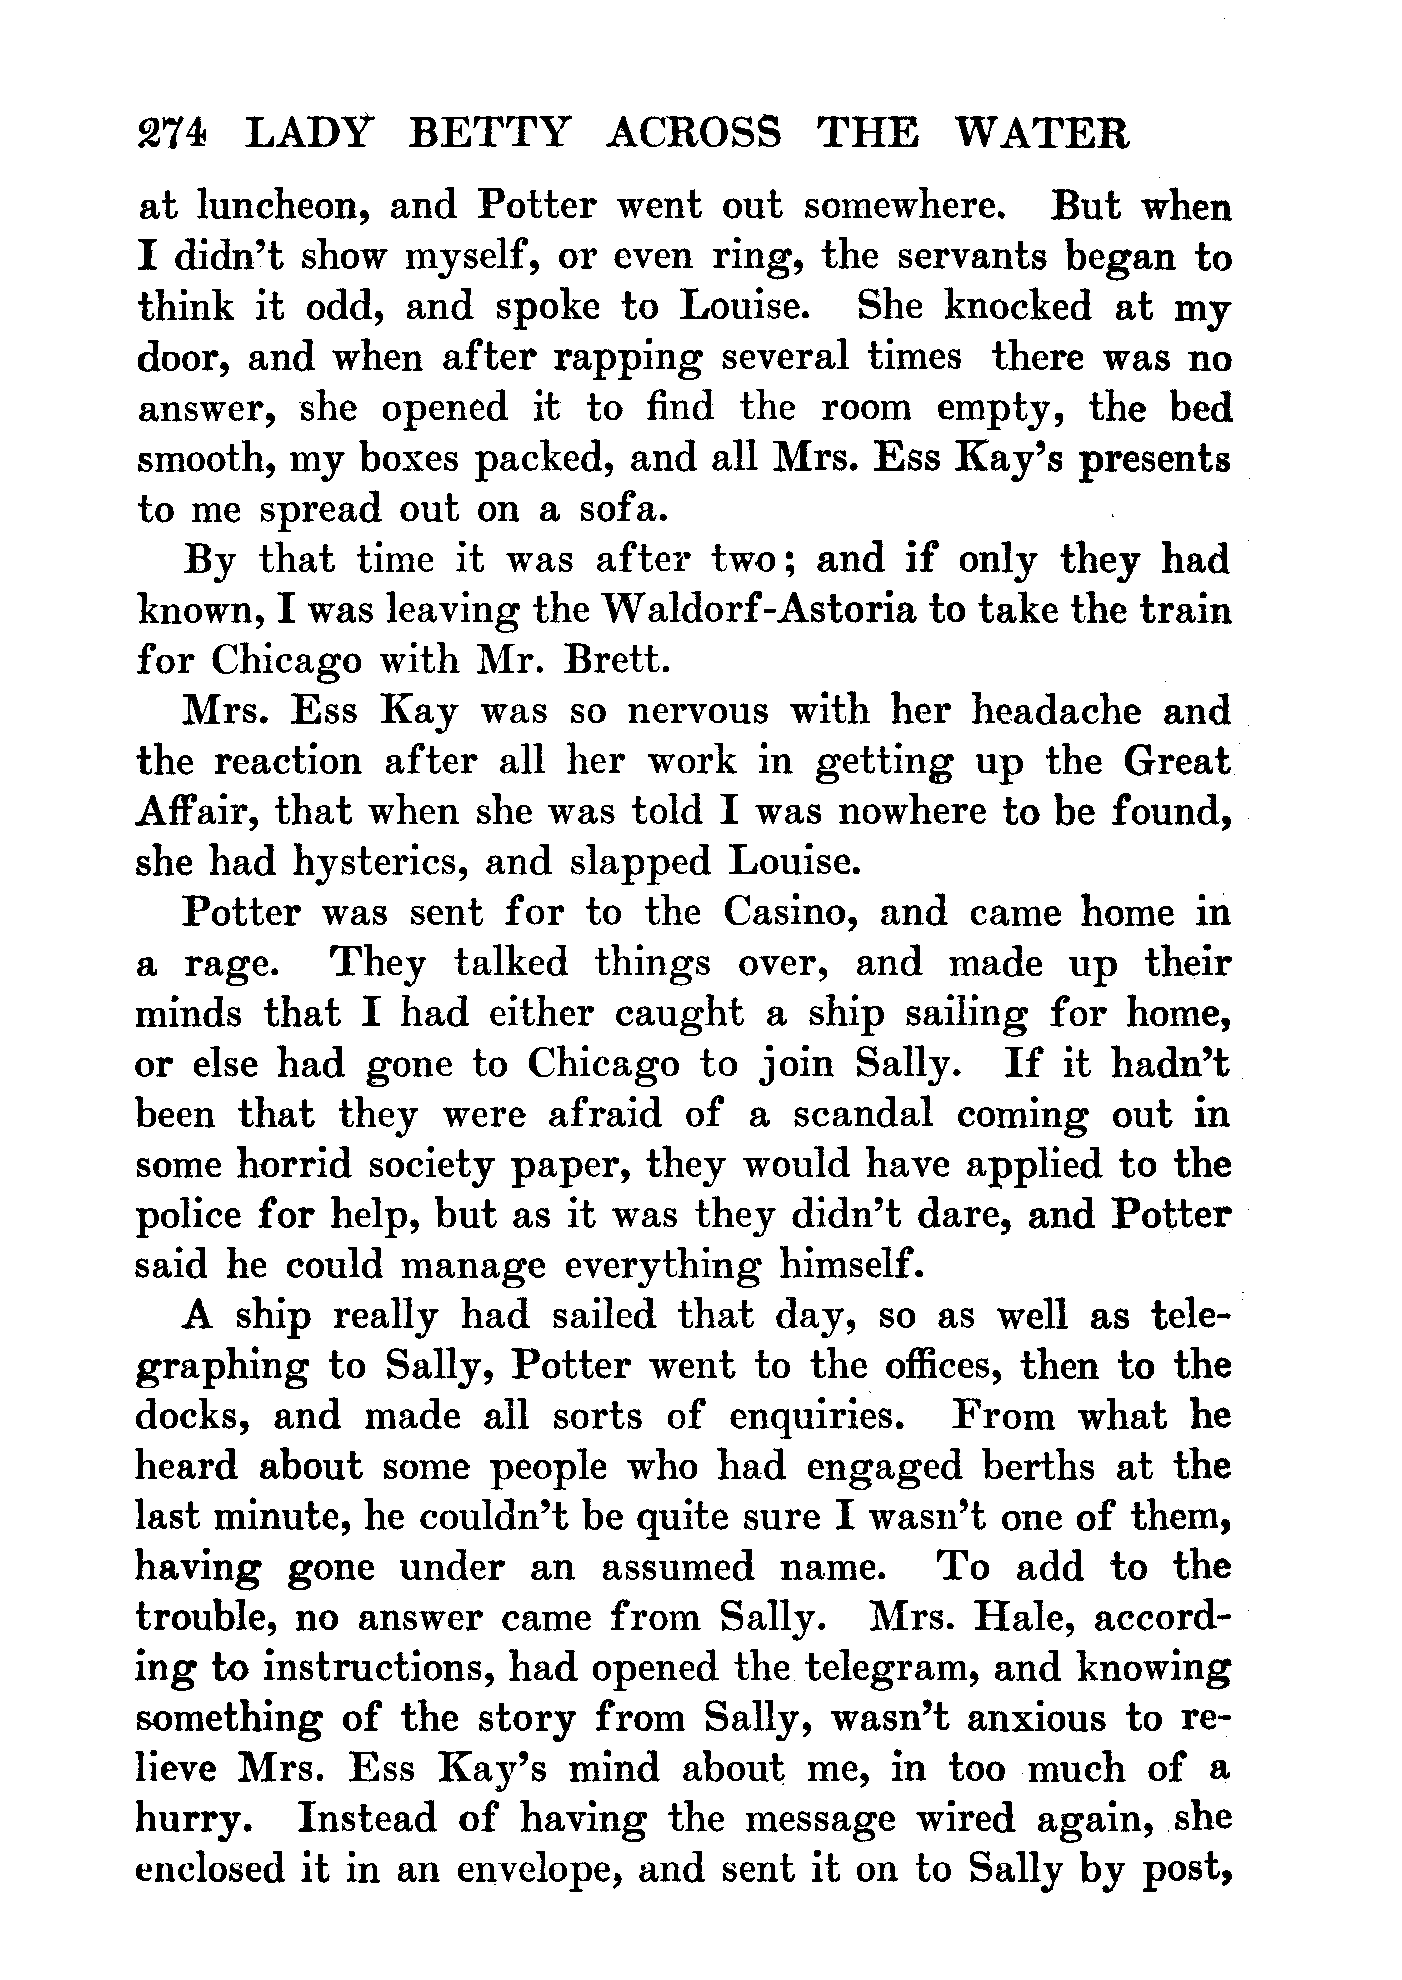 274 LADY BETTY ACROSS THE WATER
at luncheon, and Potter went out somewhere. But when
I didn't show myself, or even ring, the servants began to
think it odd, and spoke to Louise. She knocked at my
door, and when after rapping several times there was no
answer, she opened it to find the room empty, the bed
smooth, my boxes packed, and all Mrs. Ess Kay's presents
to me spread out on a sofa.
By that time it was after two; and if only they had
known, I was leaving the Waldorf-Astoria to take the train
for Chicago with Mr. Brett.
Mrs. Ess Kay was so nervous with her headache and
the reaction after all her work in getting up the Great
Affair, that when she was told I was nowhere to be found,
she had hysterics, and slapped Louise.
Potter was sent for to the Casino, and came home in
a rage. They talked things over, and made up their
minds that I had either caught a ship sailing for home,
or else had gone to Chicago to join Sally. If it hadn't
been that they were afraid of a scandal coming out in
some horrid society paper, they would have applied to the
police for help, but as it was they didn't dare, and Potter
said he could manage everything himself.
A ship really had sailed that day, so as well as tele-
graphing to Sally, Potter went to the offices, then to the
docks, and made all sorts of enquiries. From what he
heard about some people who had engaged berths at the
last minute, he couldn't be quite sure I wasn't one of them,
having gone under an assumed name. To add to the
trouble, no answer came from Sally. Mrs. Hale, accord-
ing to instructions, had opened the telegram, and knowing
something of the story from Sally, wasn't anxious to re-
lieve Mrs. Ess Kay's mind about me, in too much of a
hurry. Instead of having the message wired again, she
enclosed it in an envelope, and sent it on to Sally by post,